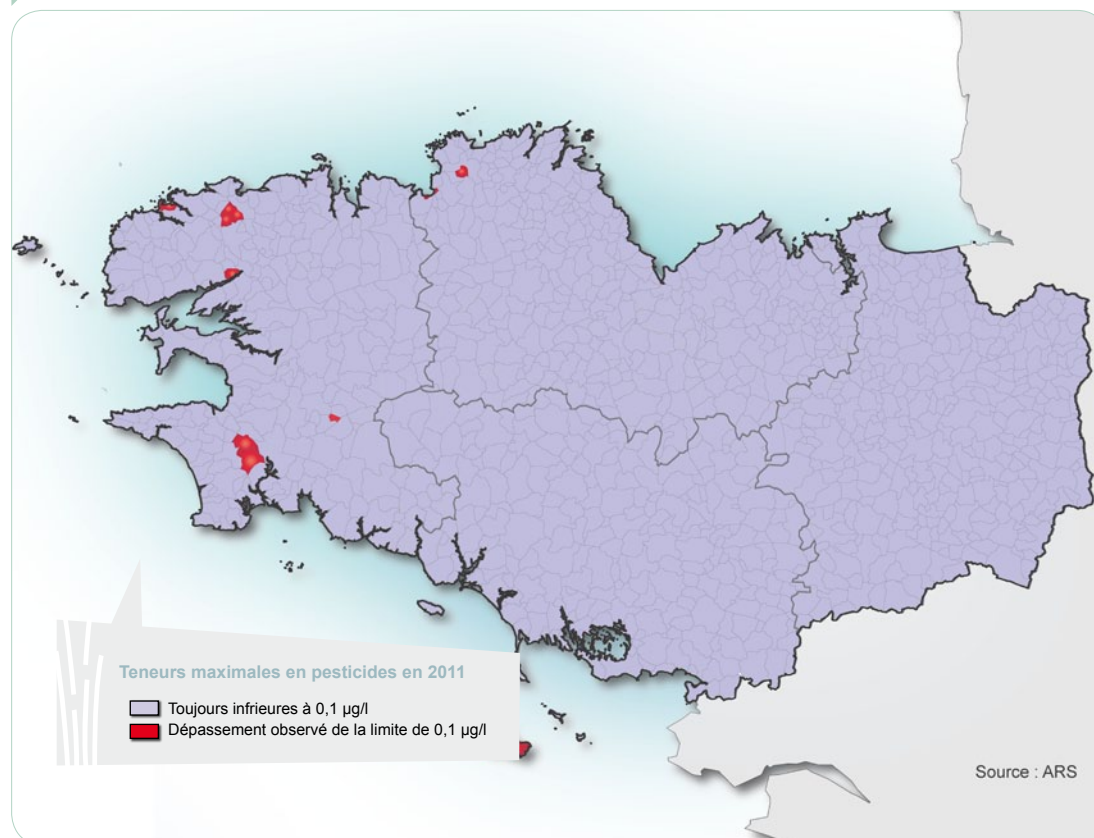 Teneurs maximales en pesticides en 2011
Toujours infrieures à 0,1 µg/l
Dépassement observé de la limite de 0,1 µg/l
Source : ARS